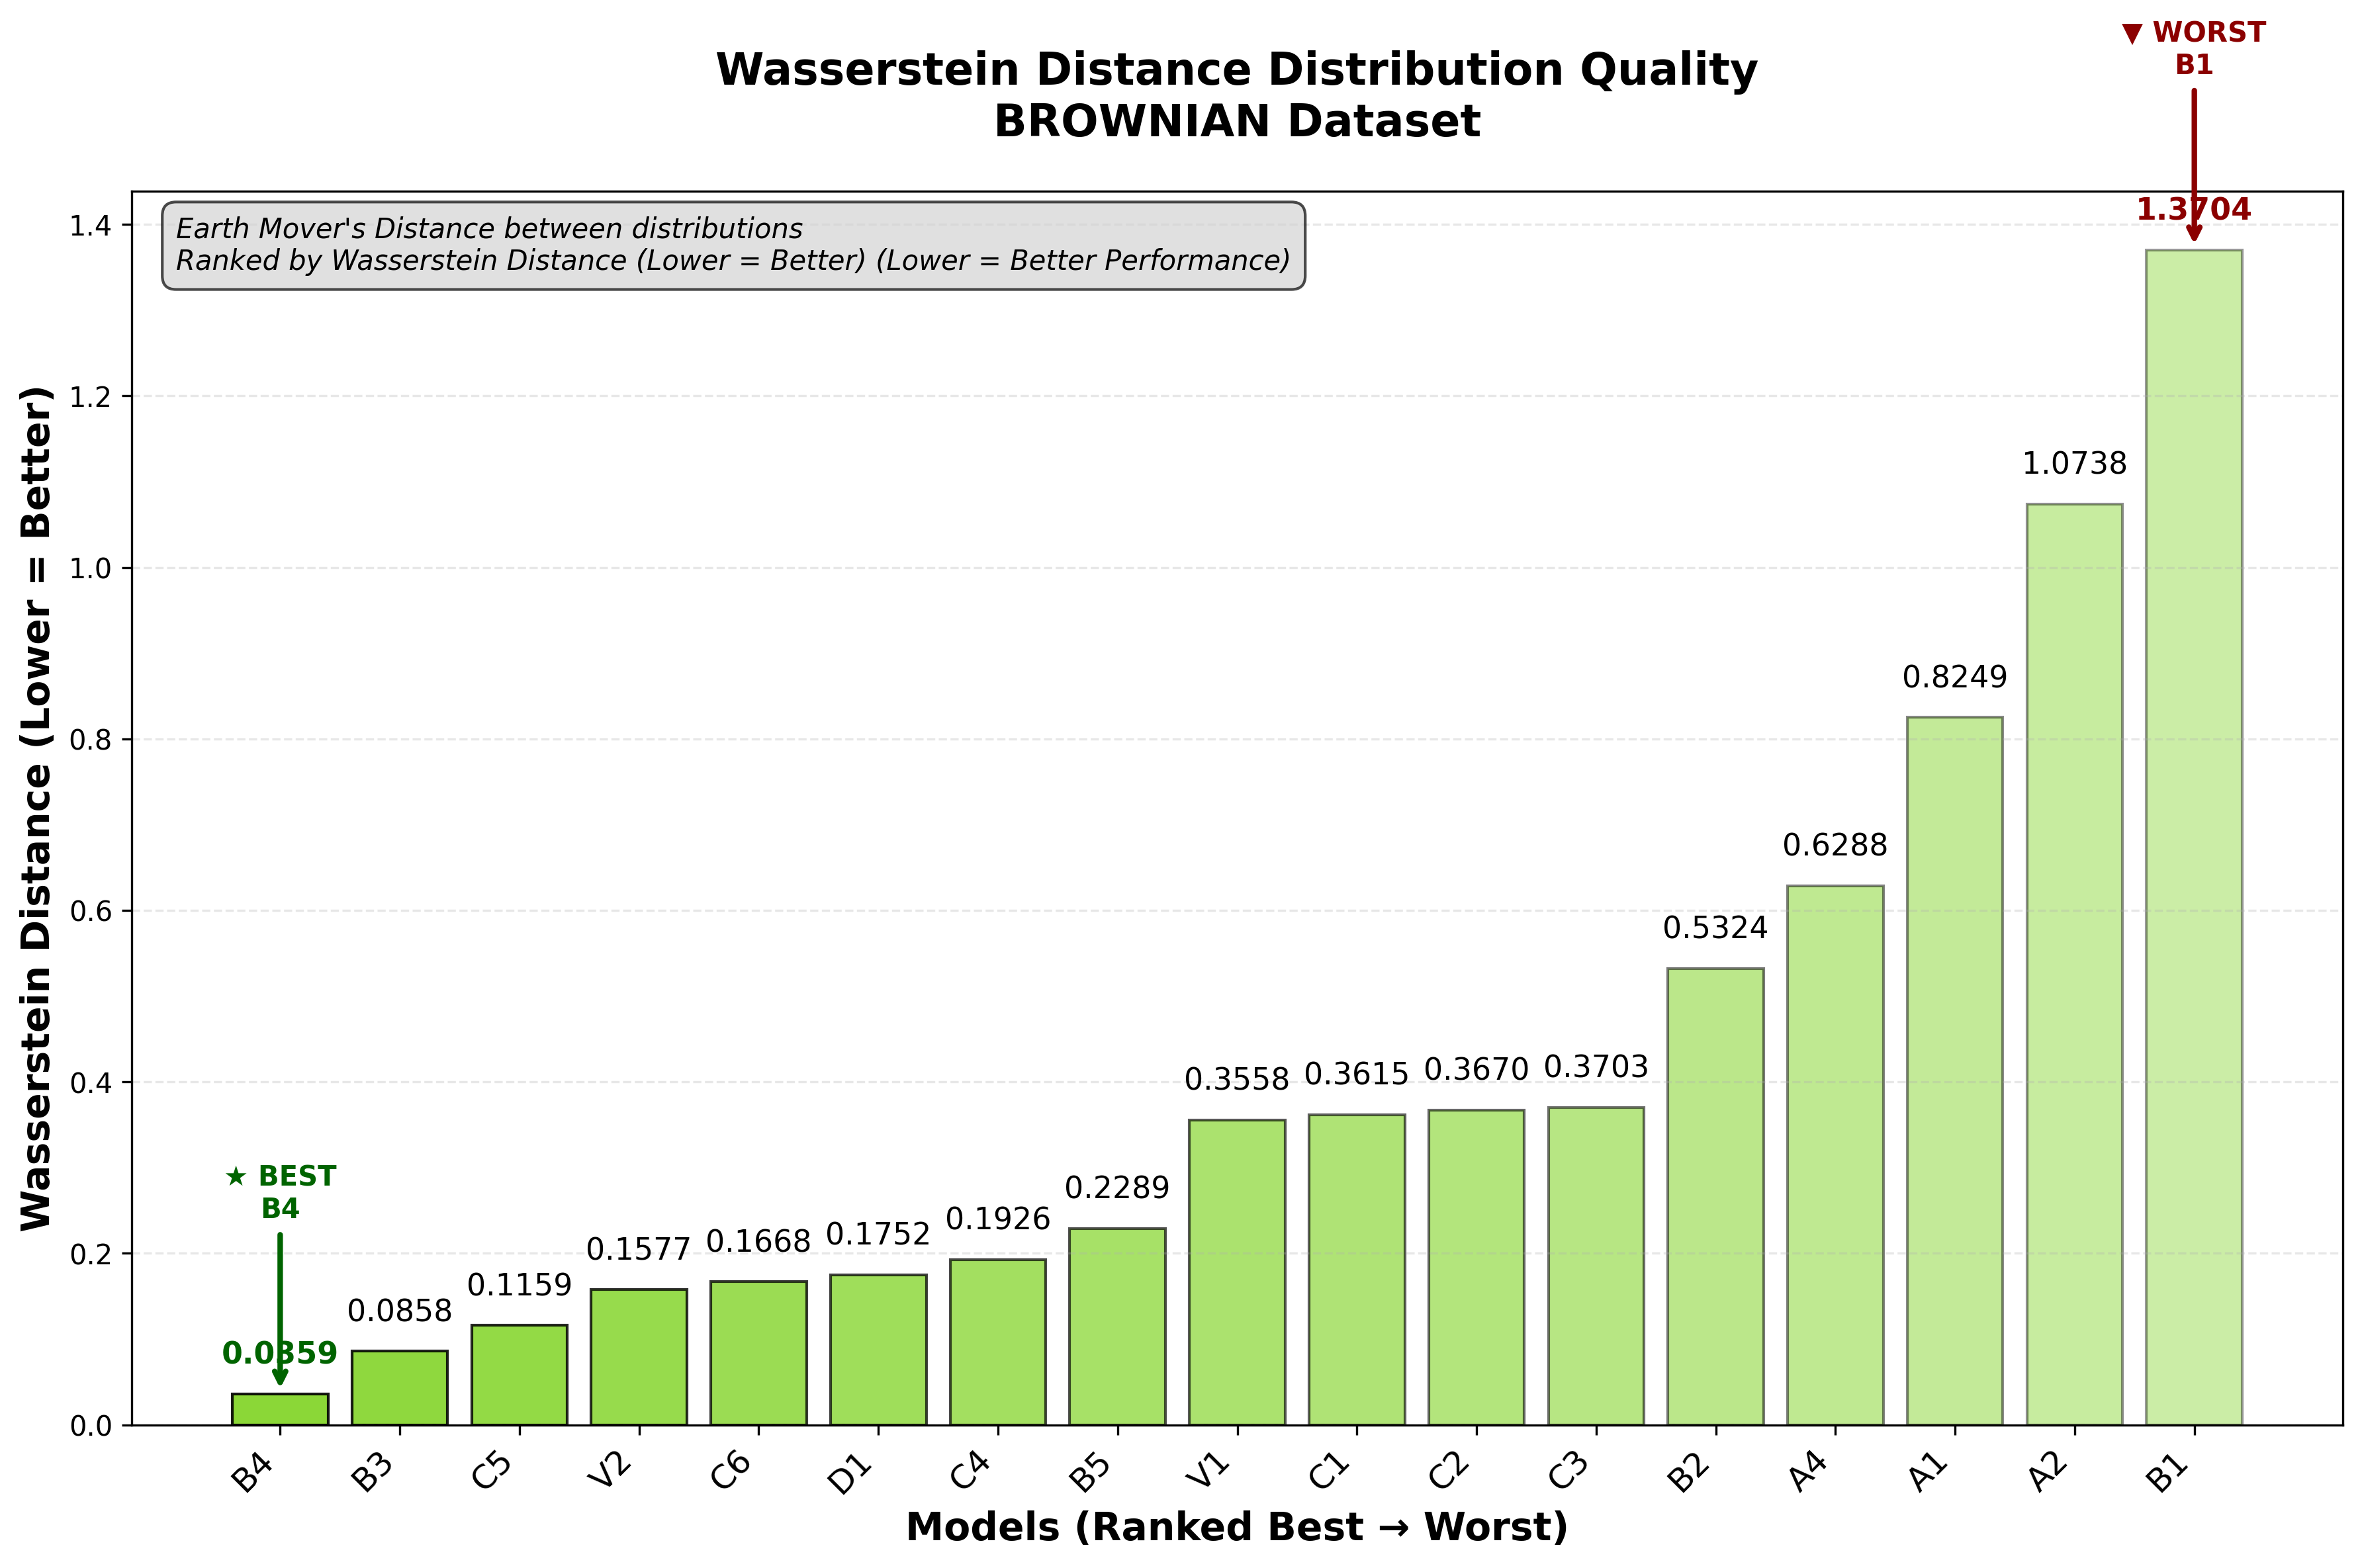 ▼ WORST
B1
Wasserstein Distance Distribution Quality
BROWNIAN Dataset
Earth Mover's Distance between distributions
Ranked by Wasserstein Distance (Lower = Better) (Lower = Better Performance)
Wasserstein Distance (Lower = Better)
1.4
1.2
1.0
0.8
0.6
0.4
0.2
0.0
★ BEST
B4
0.0359
0.0858
0.1159
0.1577
0.1668
0.1752
0.1926
0.2289
0.3558
0.3615
0.3670
0.3703
0.5324
0.6288
0.8249
1.0738
1.3704
B4
B3
C5
V2
C6
D1
C4
B5
V1
C1
C2
C3
B2
A4
A1
A2
B1
Models (Ranked Best → Worst)